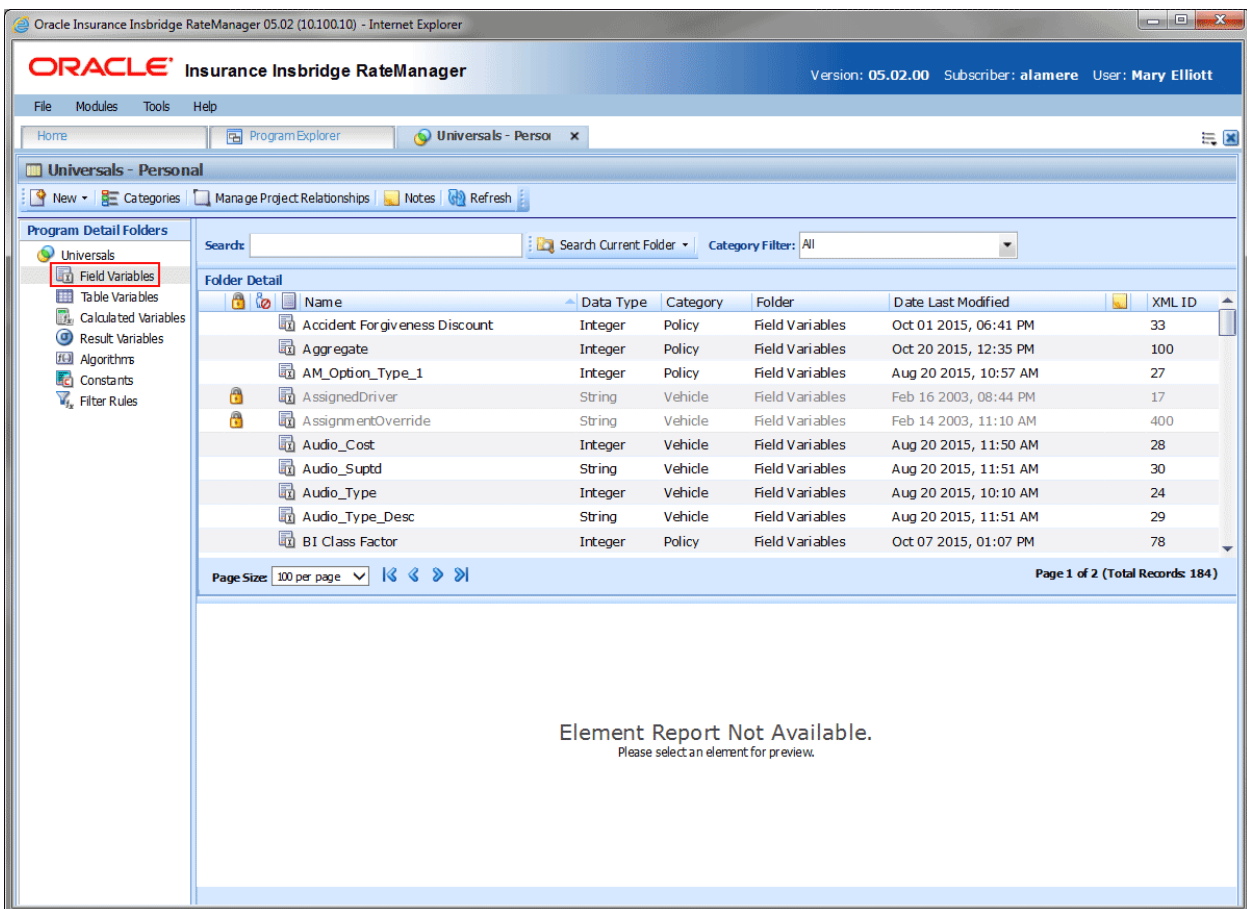 Oracle Insurance Insbridge RateManager 05.02 (10.100.10) - Internet Explorer
ORACLE Insurance Insbridge RateManager
Version: 05.02.00 Subscriber: alamere User: Mary Elliott
File Modules Tools Help
Home Program Explorer Universals - Perso x
Universals - Personal
New Categories Manage Project Relationships Notes Refresh
Program Detail Folders
Universals
Field Variables
Table Variables
Calculated Variables
Result Variables
Algorithms
Constants
Filter Rules
Search: Search Current Folder Category Filter: All
Folder Detail
Name Data Type Category Folder Date Last Modified XML ID
Accident Forgiveness Discount Integer Policy Field Variables Oct 01 2015, 06:41 PM 33
Aggregate Integer Policy Field Variables Oct 20 2015, 12:35 PM 100
AM_Option_Type_1 Integer Policy Field Variables Aug 20 2015, 10:57 AM 27
AssignedDriver String Vehicle Field Variables Feb 16 2003, 08:44 PM 17
AssignmentOverride String Vehicle Field Variables Feb 14 2003, 11:10 AM 400
Audio_Cost Integer Vehicle Field Variables Aug 20 2015, 11:50 AM 28
Audio_Suptd String Vehicle Field Variables Aug 20 2015, 11:51 AM 30
Audio_Type Integer Vehicle Field Variables Aug 20 2015, 10:10 AM 24
Audio_Type_Desc String Vehicle Field Variables Aug 20 2015, 11:51 AM 29
BI Class Factor Integer Policy Field Variables Oct 07 2015, 01:07 PM 78
Page Size: 100 per page Page 1 of 2 (Total Records: 184)
Element Report Not Available.
Please select an element for preview.